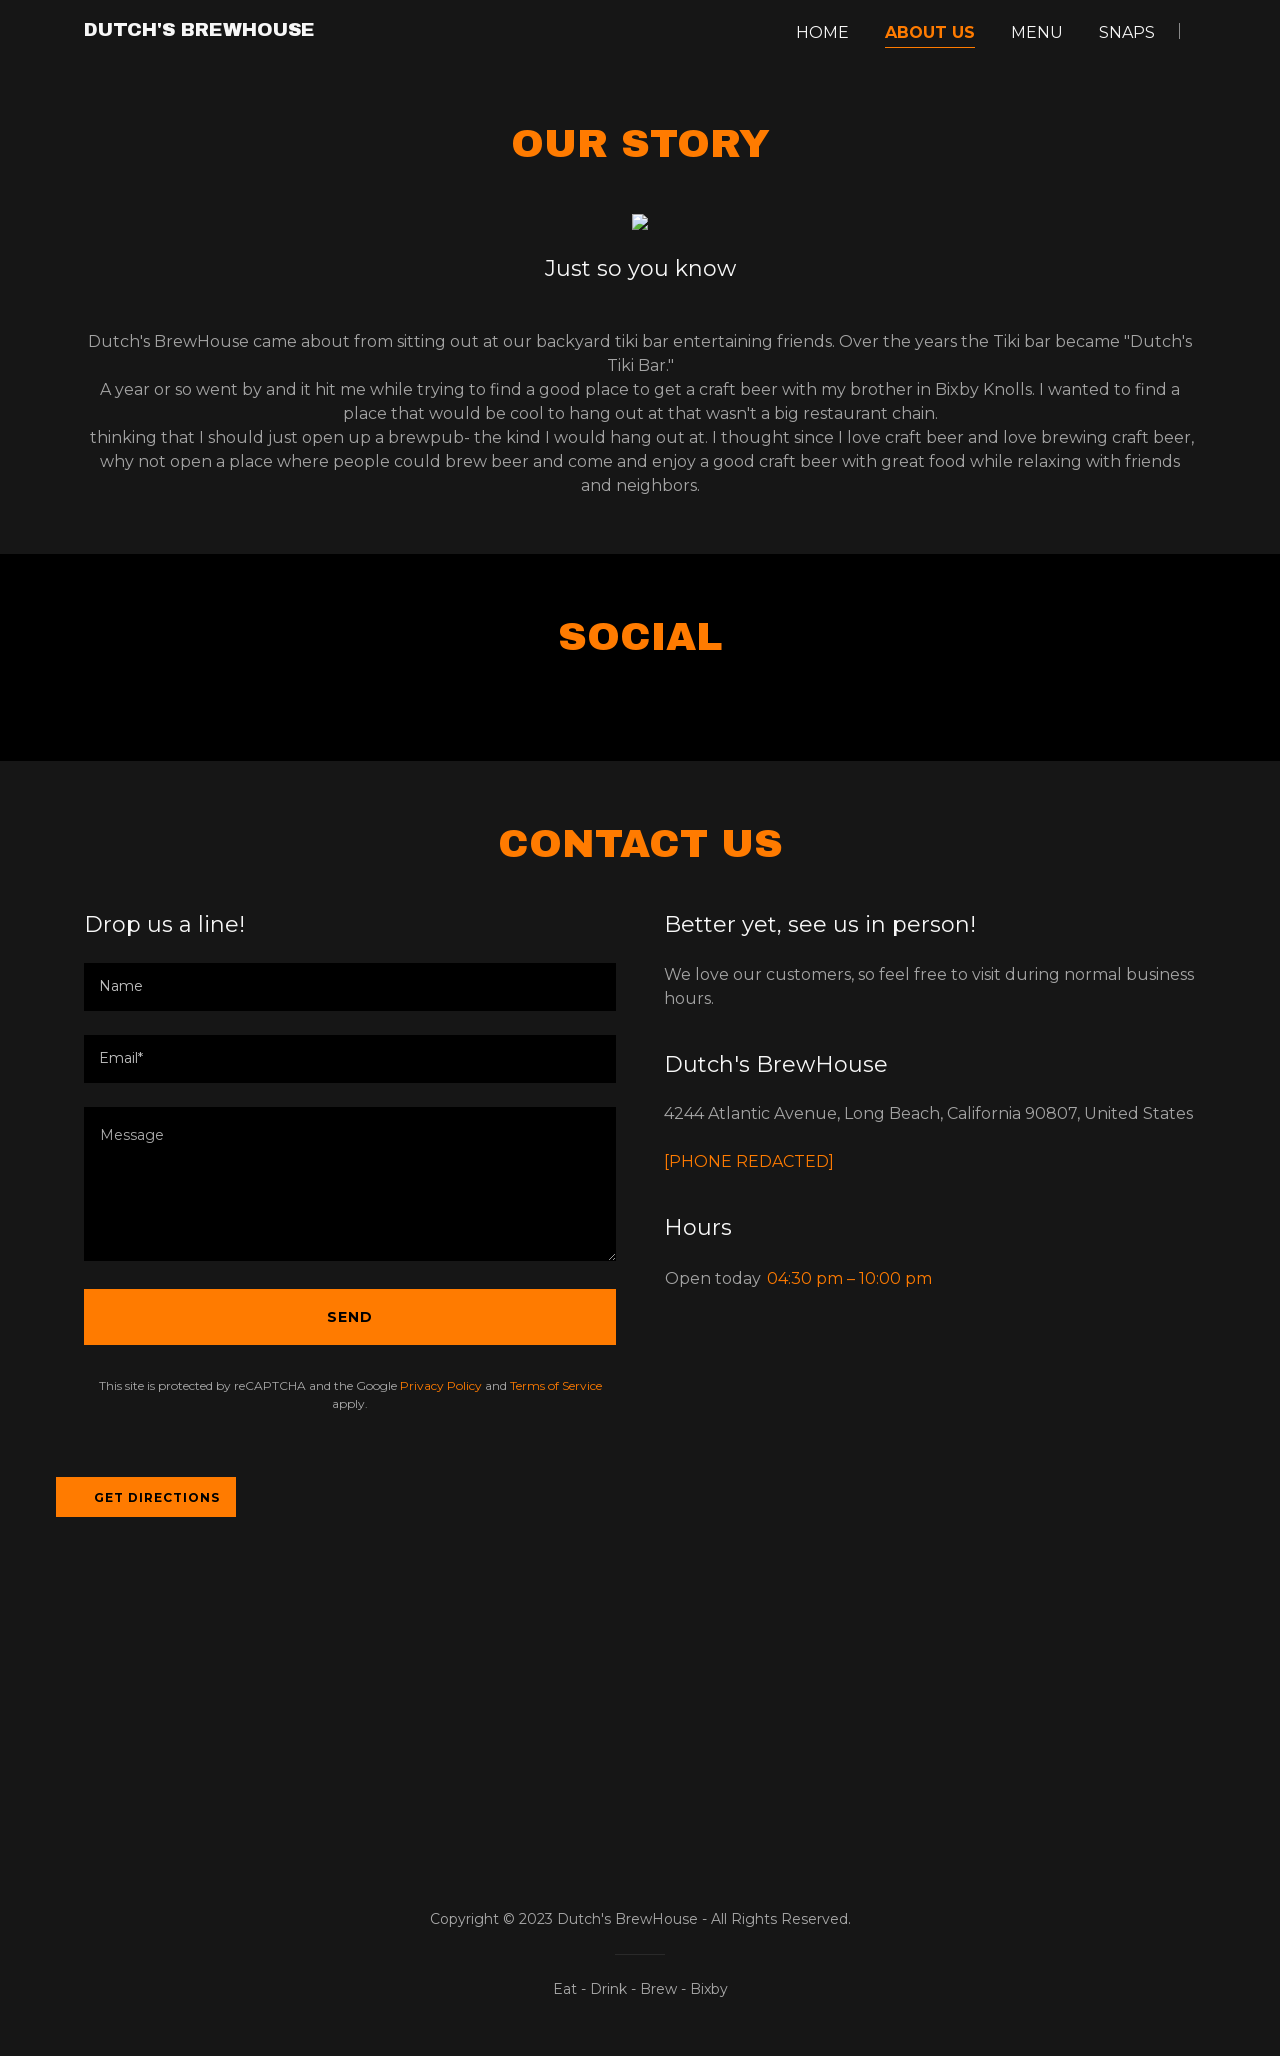 DUTCH'S BREWHOUSE
HOME
ABOUT US
MENU
SNAPS
OUR STORY
Just so you know
Dutch's BrewHouse came about from sitting out at our backyard tiki bar entertaining friends. Over the years the Tiki bar became "Dutch's
Tiki Bar."
A year or so went by and it hit me while trying to find a good place to get a craft beer with my brother in Bixby Knolls. I wanted to find a
place that would be cool to hang out at that wasn't a big restaurant chain.
thinking that I should just open up a brewpub- the kind I would hang out at. I thought since I love craft beer and love brewing craft beer,
why not open a place where people could brew beer and come and enjoy a good craft beer with great food while relaxing with friends
and neighbors.
SOCIAL
CONTACT US
Drop us a line!
Name
Email*
Message
SEND
This site is protected by reCAPTCHA and the Google Privacy Policy and Terms of Service
apply.
Better yet, see us in person!
We love our customers, so feel free to visit during normal business
hours.
Dutch's BrewHouse
4244 Atlantic Avenue, Long Beach, California 90807, United States
[PHONE REDACTED]
Hours
Open today 04:30 pm – 10:00 pm
GET DIRECTIONS
Copyright © 2023 Dutch's BrewHouse - All Rights Reserved.
Eat - Drink - Brew - Bixby